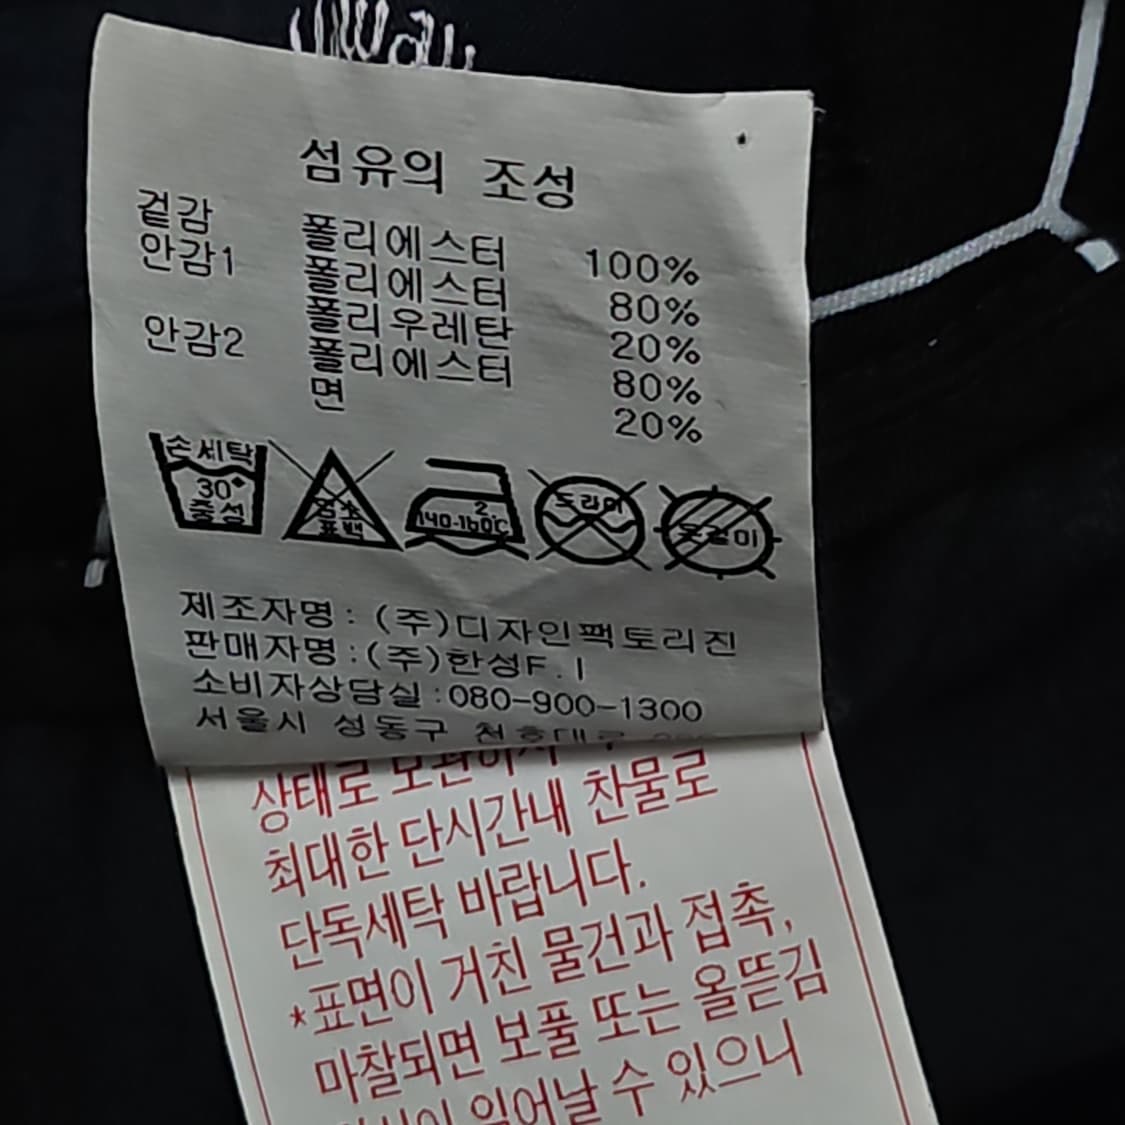 섬유의 조성
겉감 폴리에스터 100%
안감1 폴리에스터 80%
폴리우레탄 20%
안감2 폴리에스터 80%
면 20%
손세탁 30° 중성
염소 표백
2 140-160℃
드라이
옷걸이
제조자명 : (주)디자인팩토리진
판매자명 : (주)한성F.I
소비자상담실 : 080-900-1300
서울시 성동구 천호대로
상태로 보관하지
최대한 단시간내 찬물로
단독세탁 바랍니다.
*표면이 거친 물건과 접촉,
마찰되면 보풀 또는 올뜯김
일어날 수 있으니